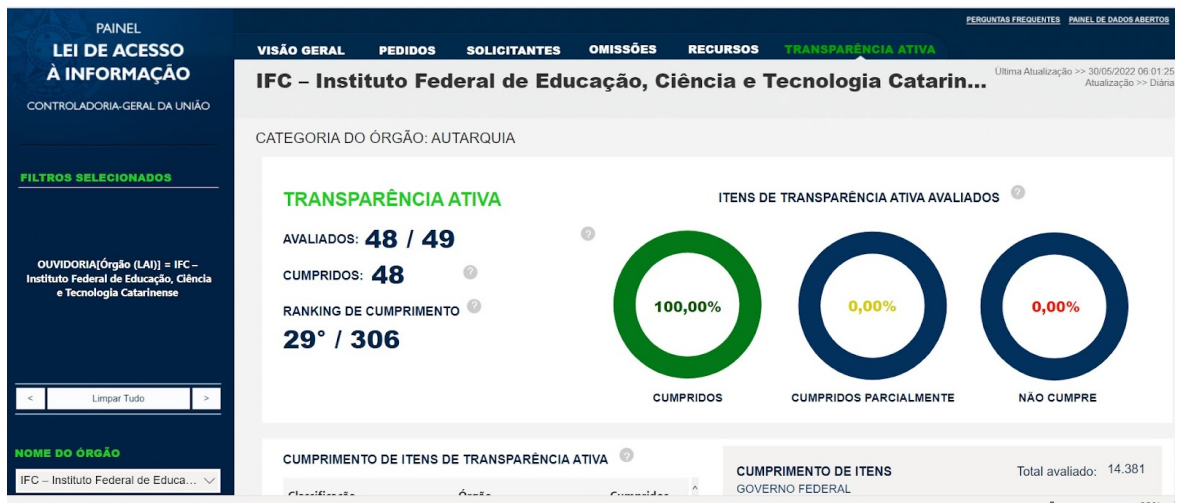 PAINEL
LEI DE ACESSO
À INFORMAÇÃO
CONTROLADORIA-GERAL DA UNIÃO
FILTROS SELECIONADOS
OUVIDORIA[Órgão (LAI)] = IFC –
Instituto Federal de Educação, Ciência
e Tecnologia Catarinense
<
Limpar Tudo
>
NOME DO ÓRGÃO
IFC – Instituto Federal de Educa...
PERGUNTAS FREQUENTES PAINEL DE DADOS ABERTOS
VISÃO GERAL PEDIDOS SOLICITANTES OMISSÕES RECURSOS TRANSPARÊNCIA ATIVA
IFC – Instituto Federal de Educação, Ciência e Tecnologia Catarin...
Última Atualização >> 30/05/2022 06:01:25
Atualização >> Diária
CATEGORIA DO ÓRGÃO: AUTARQUIA
TRANSPARÊNCIA ATIVA
AVALIADOS: 48 / 49 ?
CUMPRIDOS: 48 ?
RANKING DE CUMPRIMENTO ?
29° / 306
ITENS DE TRANSPARÊNCIA ATIVA AVALIADOS ?
100,00% 0,00% 0,00%
CUMPRIDOS CUMPRIDOS PARCIALMENTE NÃO CUMPRE
CUMPRIMENTO DE ITENS DE TRANSPARÊNCIA ATIVA ?
Classificação Órgão Cumpridos
CUMPRIMENTO DE ITENS
GOVERNO FEDERAL
Total avaliado: 14.381